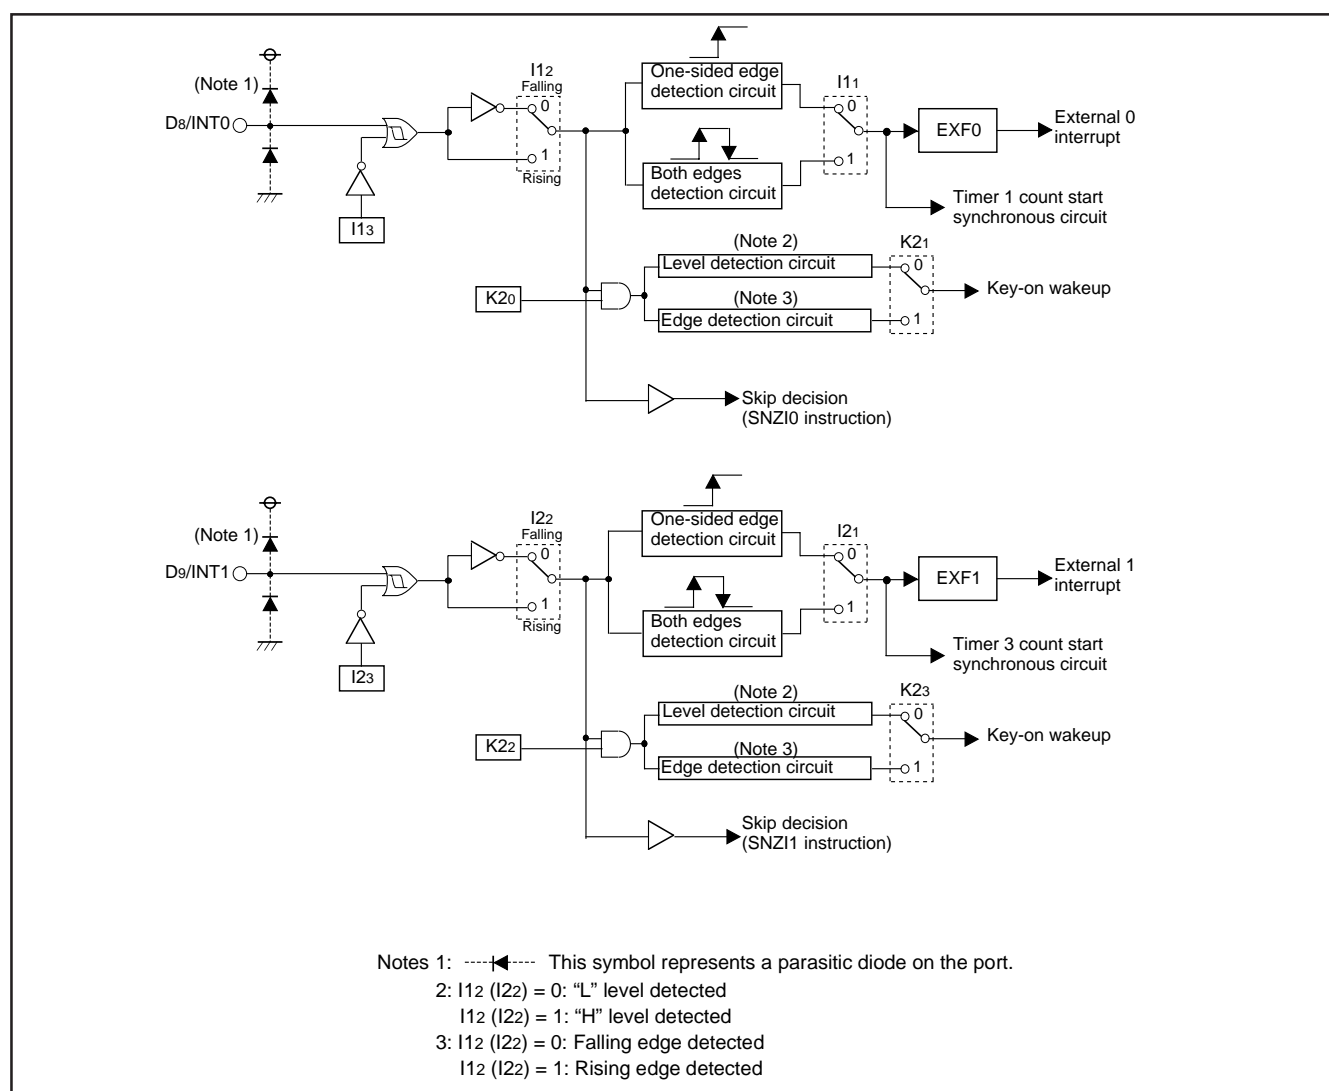 (Note 1)
D8/INT0
I13
I12
Falling
0
1
Rising
One-sided edge
detection circuit
Both edges
detection circuit
I11
0
1
EXF0
External 0
interrupt
Timer 1 count start
synchronous circuit
K20
(Note 2)
Level detection circuit
(Note 3)
Edge detection circuit
K21
0
1
Key-on wakeup
Skip decision
(SNZI0 instruction)
(Note 1)
D9/INT1
I23
I22
Falling
0
1
Rising
One-sided edge
detection circuit
Both edges
detection circuit
I21
0
1
EXF1
External 1
interrupt
Timer 3 count start
synchronous circuit
K22
(Note 2)
Level detection circuit
(Note 3)
Edge detection circuit
K23
0
1
Key-on wakeup
Skip decision
(SNZI1 instruction)
Notes 1: This symbol represents a parasitic diode on the port.
2: I12 (I22) = 0: “L” level detected
I12 (I22) = 1: “H” level detected
3: I12 (I22) = 0: Falling edge detected
I12 (I22) = 1: Rising edge detected